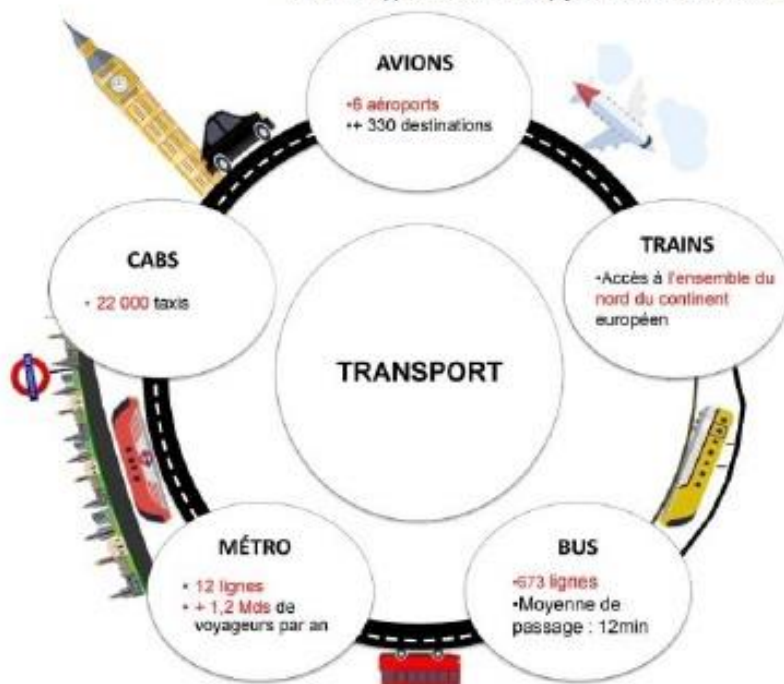 AVIONS
•6 aéroports
•+ 330 destinations
TRAINS
•Accès à l'ensemble du
nord du continent
européen
CABS
• 22 000 taxis
TRANSPORT
MÉTRO
• 12 lignes
• + 1,2 Mds de
voyageurs par an
BUS
•673 lignes
•Moyenne de
passage : 12min